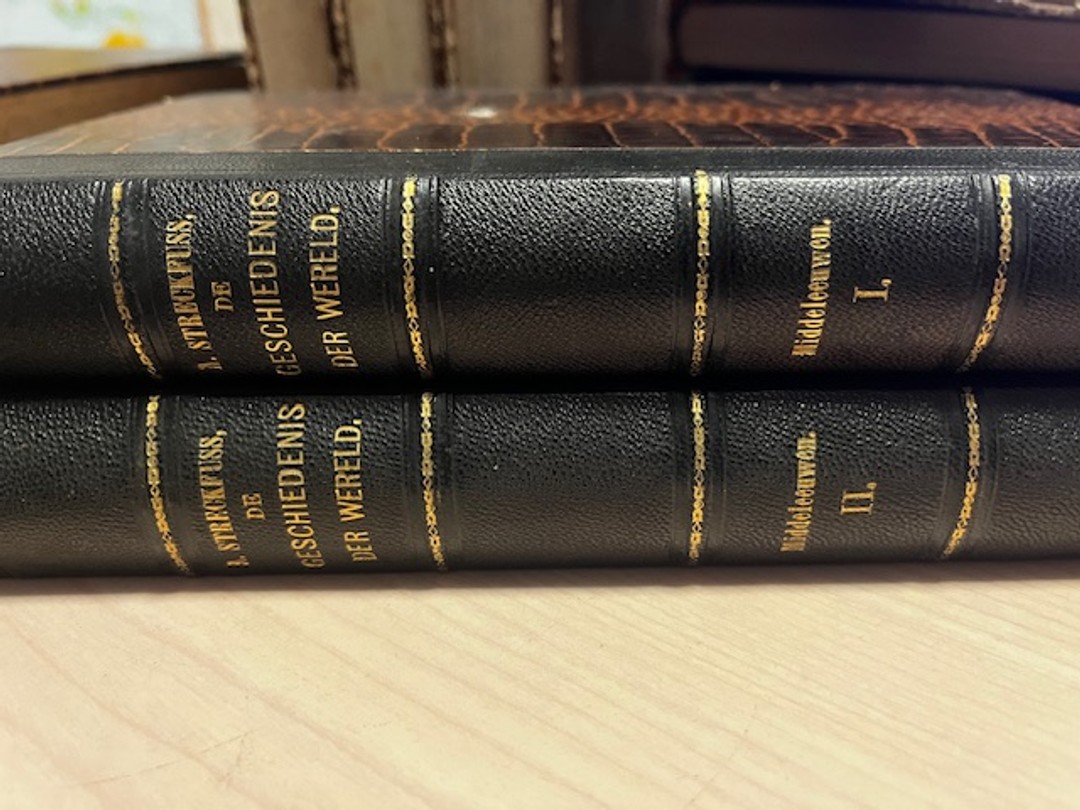 A. STRECKFUSS,
DE
GESCHIEDENIS
DER WERELD.
Middeleeuwen.
I.
A. STRECKFUSS,
DE
GESCHIEDENIS
DER WERELD.
Middeleeuwen.
II.